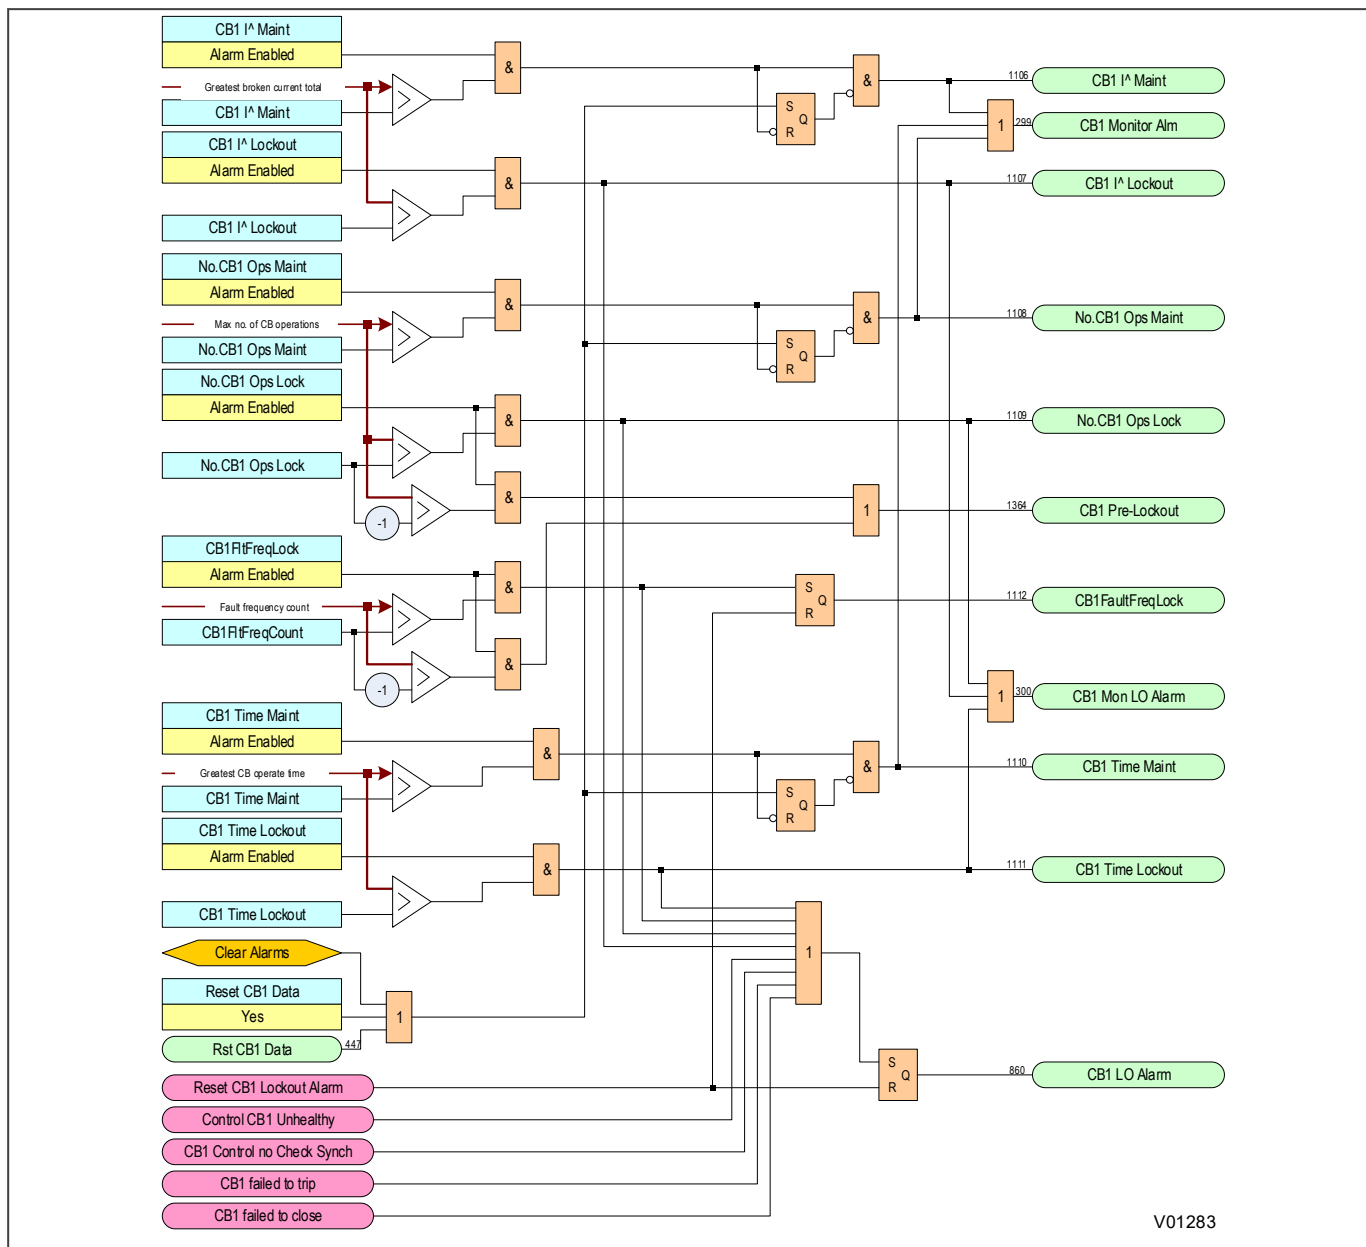 CB1 I^ Maint
Alarm Enabled
Greatest broken current total
CB1 I^ Maint
CB1 I^ Lockout
Alarm Enabled
CB1 I^ Lockout
No.CB1 Ops Maint
Alarm Enabled
Max no. of CB operations
No.CB1 Ops Maint
No.CB1 Ops Lock
Alarm Enabled
No.CB1 Ops Lock
-1
CB1FltFreqLock
Alarm Enabled
Fault frequency count
CB1FltFreqCount
-1
CB1 Time Maint
Alarm Enabled
Greatest CB operate time
CB1 Time Maint
CB1 Time Lockout
Alarm Enabled
CB1 Time Lockout
Clear Alarms
Reset CB1 Data
Yes
Rst CB1 Data
447
1
Reset CB1 Lockout Alarm
Control CB1 Unhealthy
CB1 Control no Check Synch
CB1 failed to trip
CB1 failed to close
&
&
&
&
&
&
&
&
&
S
Q
R
&
S
Q
R
&
1
S
Q
R
S
Q
R
&
1
S
Q
R
1
1
1106
CB1 I^ Maint
299
CB1 Monitor Alm
1107
CB1 I^ Lockout
1108
No.CB1 Ops Maint
1109
No.CB1 Ops Lock
1364
CB1 Pre-Lockout
1112
CB1FaultFreqLock
300
CB1 Mon LO Alarm
1110
CB1 Time Maint
1111
CB1 Time Lockout
860
CB1 LO Alarm
V01283